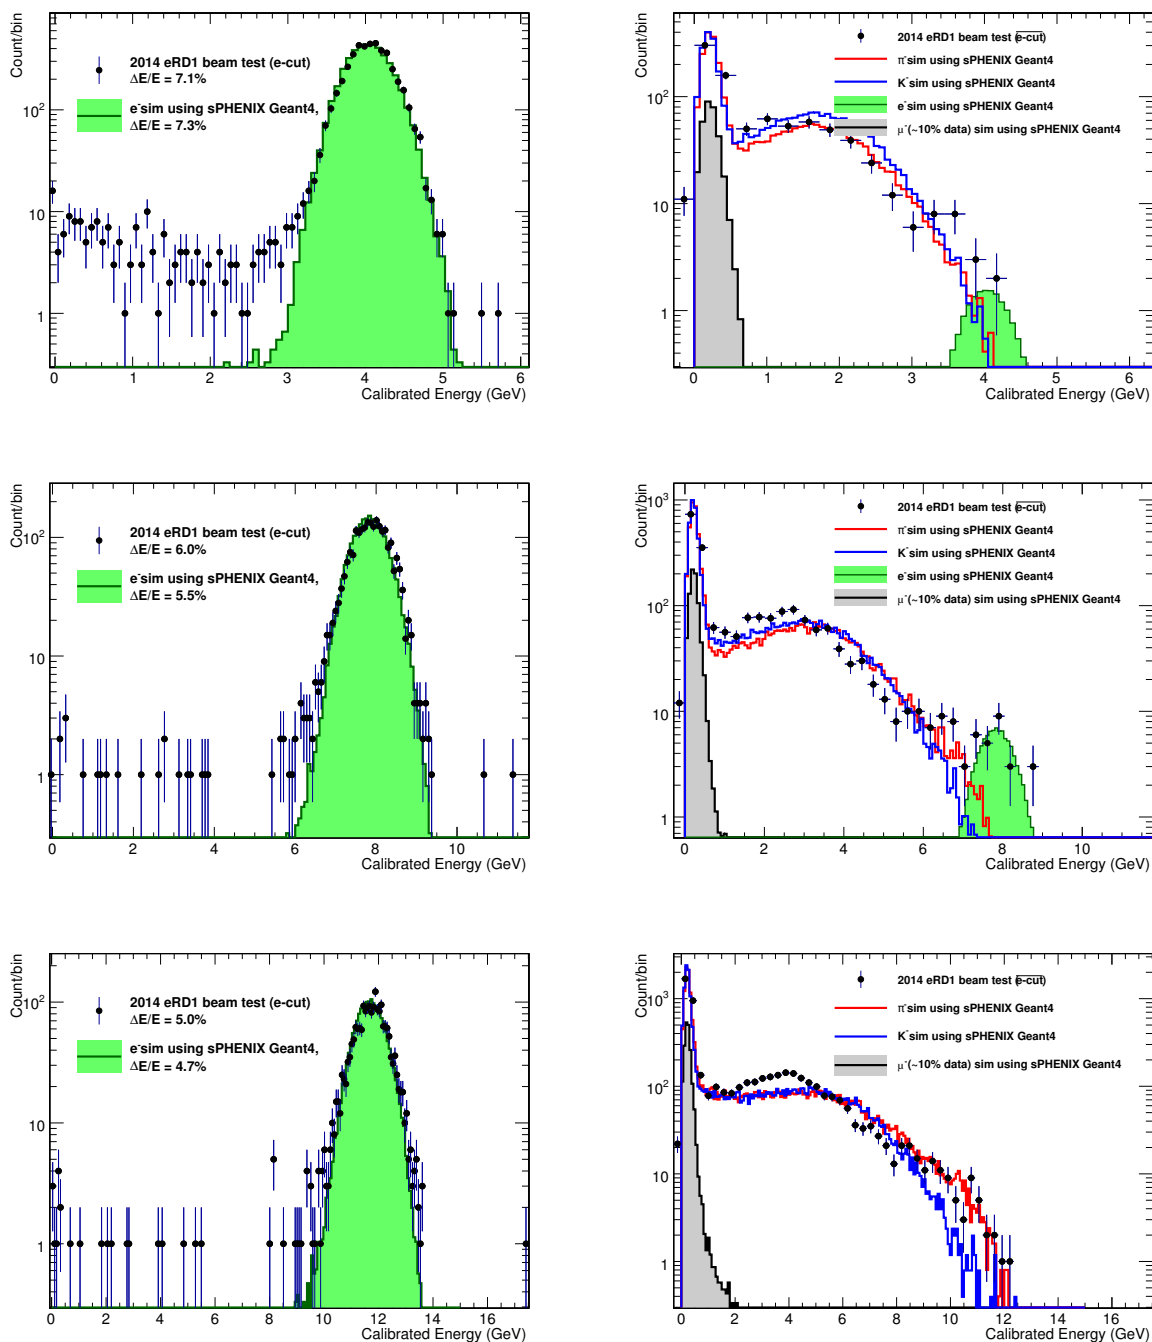 Count/bin
10²
10
1
2014 eRD1 beam test (e-cut)
ΔE/E = 7.1%
e⁻sim using sPHENIX Geant4,
ΔE/E = 7.3%
0 1 2 3 4 5 6
Calibrated Energy (GeV)
Count/bin
10²
10
1
2014 eRD1 beam test (e-cut)
π⁻sim using sPHENIX Geant4
K⁻sim using sPHENIX Geant4
e⁻sim using sPHENIX Geant4
μ⁻(~10% data) sim using sPHENIX Geant4
0 1 2 3 4 5 6
Calibrated Energy (GeV)
Count/bin
10²
10
1
2014 eRD1 beam test (e-cut)
ΔE/E = 6.0%
e⁻sim using sPHENIX Geant4,
ΔE/E = 5.5%
0 2 4 6 8 10
Calibrated Energy (GeV)
Count/bin
10³
10²
10
1
2014 eRD1 beam test (e-cut)
π⁻sim using sPHENIX Geant4
K⁻sim using sPHENIX Geant4
e⁻sim using sPHENIX Geant4
μ⁻(~10% data) sim using sPHENIX Geant4
0 2 4 6 8 10
Calibrated Energy (GeV)
Count/bin
10²
10
1
2014 eRD1 beam test (e-cut)
ΔE/E = 5.0%
e⁻sim using sPHENIX Geant4,
ΔE/E = 4.7%
0 2 4 6 8 10 12 14 16
Calibrated Energy (GeV)
Count/bin
10³
10²
10
1
2014 eRD1 beam test (e-cut)
π⁻sim using sPHENIX Geant4
K⁻sim using sPHENIX Geant4
μ⁻(~10% data) sim using sPHENIX Geant4
0 2 4 6 8 10 12 14 16
Calibrated Energy (GeV)